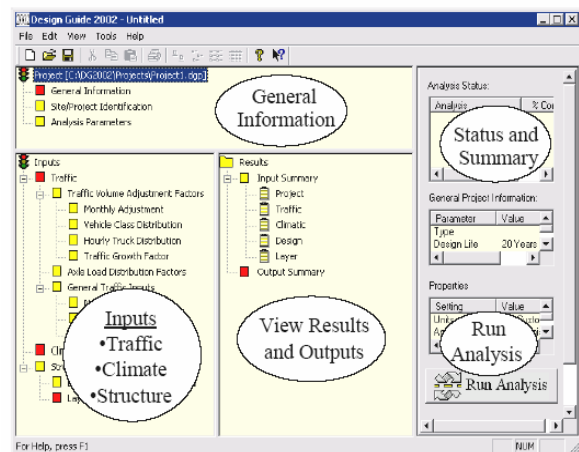 Design Guide 2002 - Untitled
File Edit View Tools Help
Project [C:\DG2002\Projects\Project1.dgp]
General Information
Site/Project Identification
Analysis Parameters
General
Information
Analysis Status:
Analysis % Co
Status and
Summary
General Project Information:
Parameter Value
Type
Design Life 20 Years
Properties
Setting Value
Run
Analysis
Run Analysis
Inputs
Traffic
Traffic Volume Adjustment Factors
Monthly Adjustment
Vehicle Class Distribution
Hourly Truck Distribution
Traffic Growth Factor
Axle Load Distribution Factors
General Traffic Inputs
Inputs
•Traffic
•Climate
•Structure
Results
Input Summary
Project
Traffic
Climatic
Design
Layer
Output Summary
View Results
and Outputs
For Help, press F1
NUM